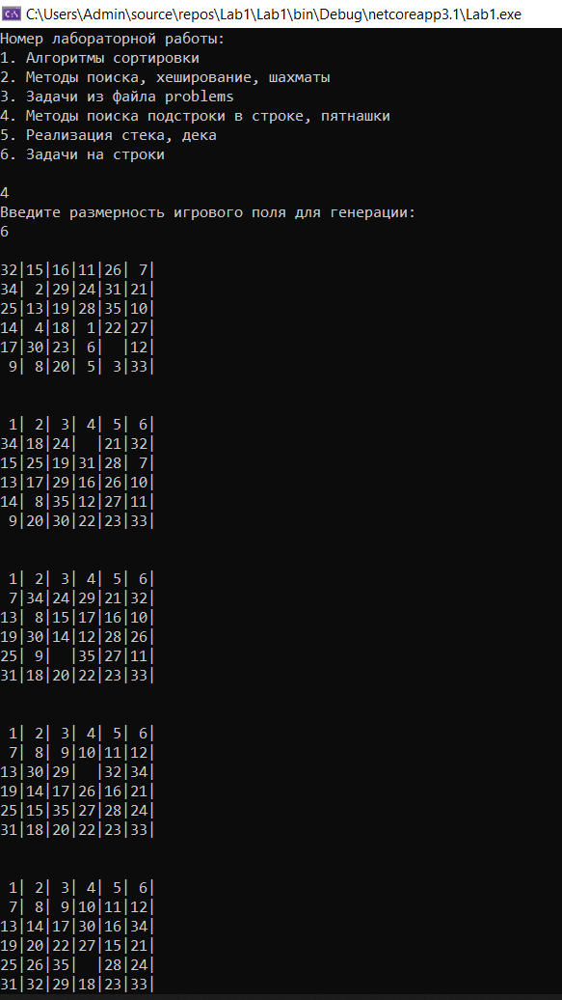 C:\Users\Admin\source\repos\Lab1\Lab1\bin\Debug\netcoreapp3.1\Lab1.exe
Номер лабораторной работы:
1. Алгоритмы сортировки
2. Методы поиска, хеширование, шахматы
3. Задачи из файла problems
4. Методы поиска подстроки в строке, пятнашки
5. Реализация стека, дека
6. Задачи на строки
4
Введите размерность игрового поля для генерации:
6
32|15|16|11|26| 7|
34| 2|29|24|31|21|
25|13|19|28|35|10|
14| 4|18| 1|22|27|
17|30|23| 6|  |12|
 9| 8|20| 5| 3|33|
 1| 2| 3| 4| 5| 6|
34|18|24|  |21|32|
15|25|19|31|28| 7|
13|17|29|16|26|10|
14| 8|35|12|27|11|
 9|20|30|22|23|33|
 1| 2| 3| 4| 5| 6|
 7|34|24|29|21|32|
13| 8|15|17|16|10|
19|30|14|12|28|26|
25| 9|  |35|27|11|
31|18|20|22|23|33|
 1| 2| 3| 4| 5| 6|
 7| 8| 9|10|11|12|
13|30|29|  |32|34|
19|14|17|26|16|21|
25|15|35|27|28|24|
31|18|20|22|23|33|
 1| 2| 3| 4| 5| 6|
 7| 8| 9|10|11|12|
13|14|17|30|16|34|
19|20|22|27|15|21|
25|26|35|  |28|24|
31|32|29|18|23|33|